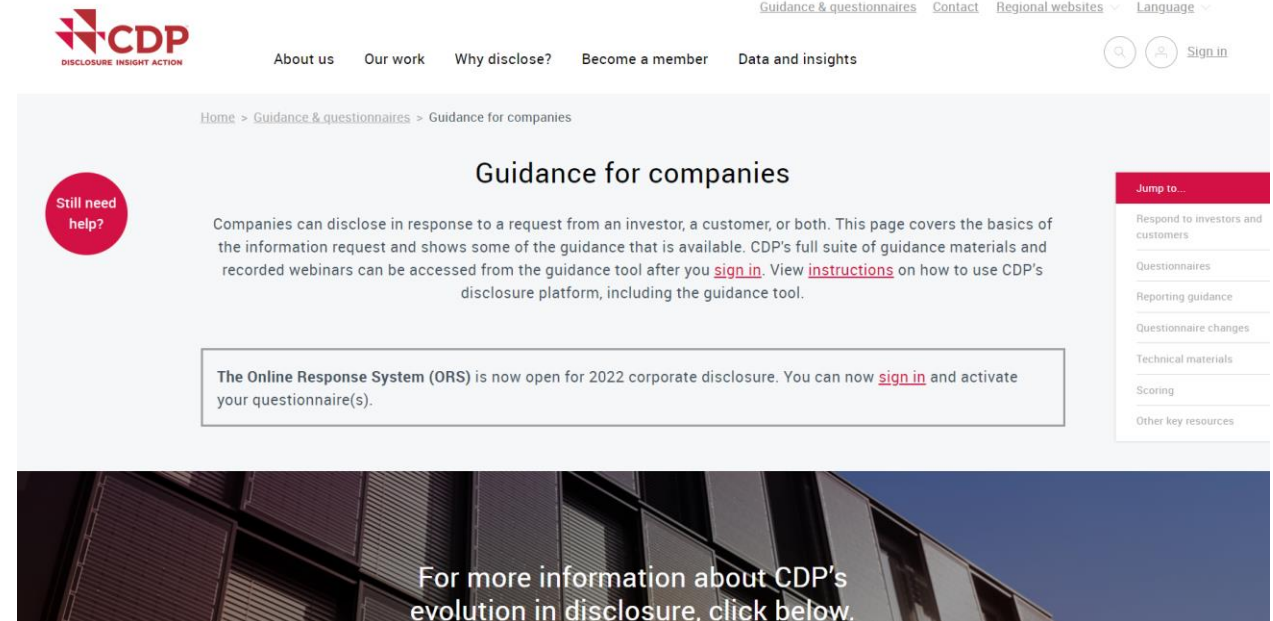 Guidance & questionnaires Contact Regional websites Language
CDP
DISCLOSURE INSIGHT ACTION
About us Our work Why disclose? Become a member Data and insights
Sign in
Home > Guidance & questionnaires > Guidance for companies
Guidance for companies
Still need
help?
Companies can disclose in response to a request from an investor, a customer, or both. This page covers the basics of
the information request and shows some of the guidance that is available. CDP's full suite of guidance materials and
recorded webinars can be accessed from the guidance tool after you sign in. View instructions on how to use CDP's
disclosure platform, including the guidance tool.
The Online Response System (ORS) is now open for 2022 corporate disclosure. You can now sign in and activate
your questionnaire(s).
Jump to...
Respond to investors and
customers
Questionnaires
Reporting guidance
Questionnaire changes
Technical materials
Scoring
Other key resources
For more information about CDP's
evolution in disclosure, click below.